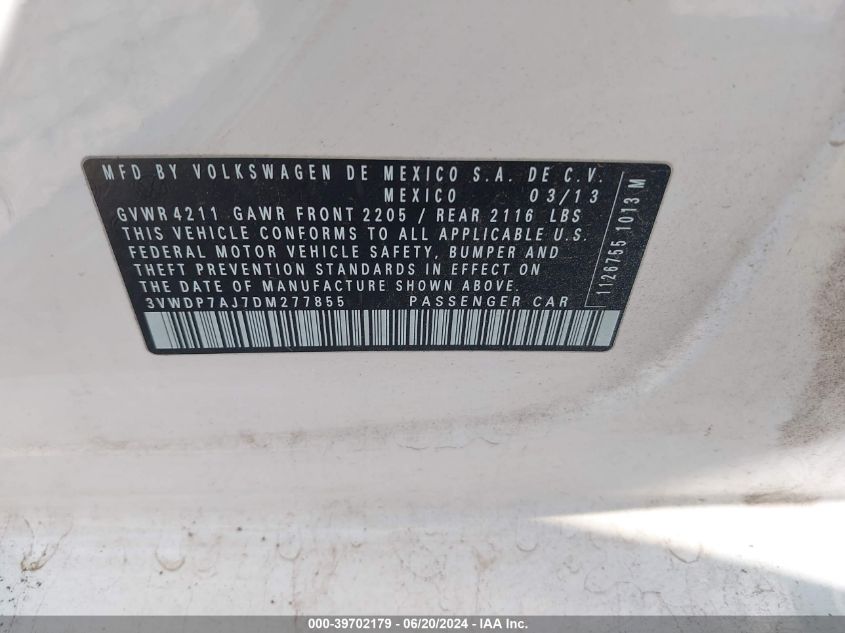 MFD BY VOLKSWAGEN DE MEXICO S.A. DE C.V.
MEXICO 03/13
GVWR 4211 GAWR FRONT 2205 / REAR 2116 LBS
THIS VEHICLE CONFORMS TO ALL APPLICABLE U.S.
FEDERAL MOTOR VEHICLE SAFETY, BUMPER AND
THEFT PREVENTION STANDARDS IN EFFECT ON
THE DATE OF MANUFACTURE SHOWN ABOVE.
3VWDP7AJ7DM277855 PASSENGER CAR
1126755 1013 M
000-39702179 - 06/20/2024 - IAA Inc.